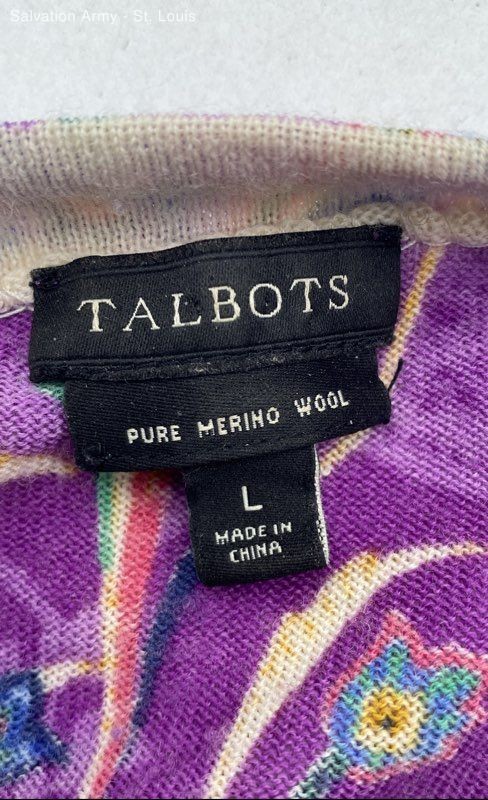 Salvation Army - St. Louis
TALBOTS
PURE MERINO WOOL
L
MADE IN
CHINA